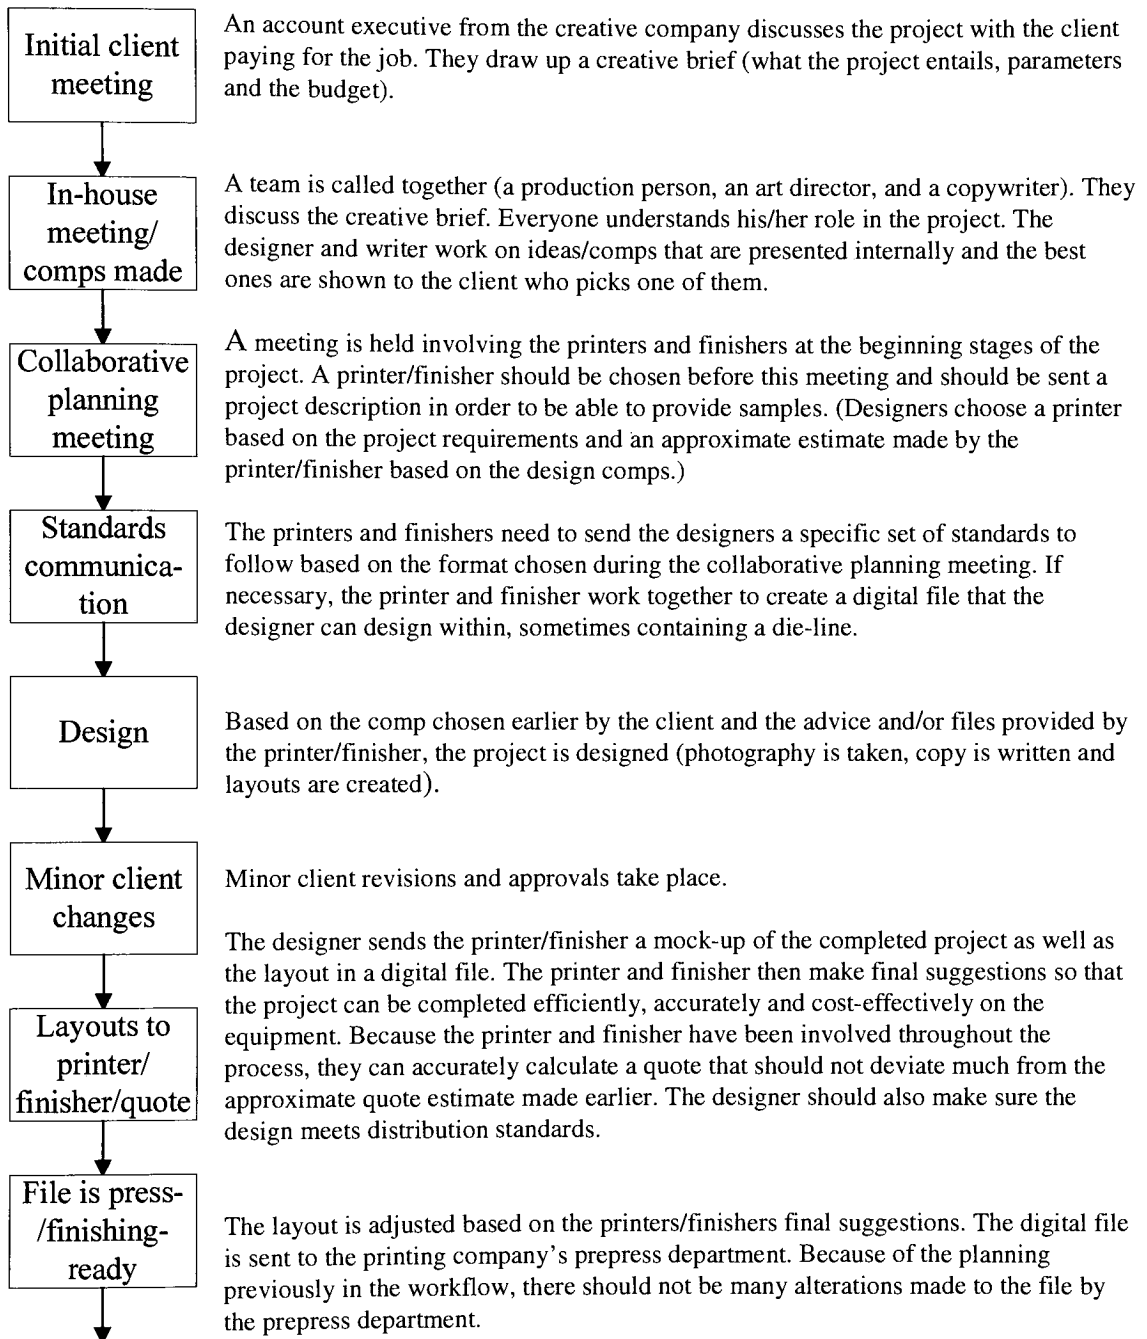 Initial client
meeting
An account executive from the creative company discusses the project with the client
paying for the job. They draw up a creative brief (what the project entails, parameters
and the budget).
In-house
meeting/
comps made
A team is called together (a production person, an art director, and a copywriter). They
discuss the creative brief. Everyone understands his/her role in the project. The
designer and writer work on ideas/comps that are presented internally and the best
ones are shown to the client who picks one of them.
Collaborative
planning
meeting
A meeting is held involving the printers and finishers at the beginning stages of the
project. A printer/finisher should be chosen before this meeting and should be sent a
project description in order to be able to provide samples. (Designers choose a printer
based on the project requirements and an approximate estimate made by the
printer/finisher based on the design comps.)
Standards
communica-
tion
The printers and finishers need to send the designers a specific set of standards to
follow based on the format chosen during the collaborative planning meeting. If
necessary, the printer and finisher work together to create a digital file that the
designer can design within, sometimes containing a die-line.
Design
Based on the comp chosen earlier by the client and the advice and/or files provided by
the printer/finisher, the project is designed (photography is taken, copy is written and
layouts are created).
Minor client
changes
Minor client revisions and approvals take place.
Layouts to
printer/
finisher/quote
The designer sends the printer/finisher a mock-up of the completed project as well as
the layout in a digital file. The printer and finisher then make final suggestions so that
the project can be completed efficiently, accurately and cost-effectively on the
equipment. Because the printer and finisher have been involved throughout the
process, they can accurately calculate a quote that should not deviate much from the
approximate quote estimate made earlier. The designer should also make sure the
design meets distribution standards.
File is press-
/finishing-
ready
The layout is adjusted based on the printers/finishers final suggestions. The digital file
is sent to the printing company's prepress department. Because of the planning
previously in the workflow, there should not be many alterations made to the file by
the prepress department.